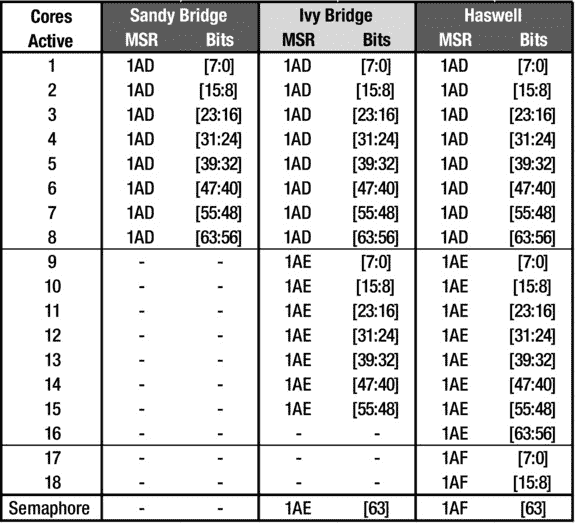 Cores Active Sandy Bridge Ivy Bridge Haswell
MSR Bits MSR Bits MSR Bits
1 1AD [7:0] 1AD [7:0] 1AD [7:0]
2 1AD [15:8] 1AD [15:8] 1AD [15:8]
3 1AD [23:16] 1AD [23:16] 1AD [23:16]
4 1AD [31:24] 1AD [31:24] 1AD [31:24]
5 1AD [39:32] 1AD [39:32] 1AD [39:32]
6 1AD [47:40] 1AD [47:40] 1AD [47:40]
7 1AD [55:48] 1AD [55:48] 1AD [55:48]
8 1AD [63:56] 1AD [63:56] 1AD [63:56]
9 - - 1AE [7:0] 1AE [7:0]
10 - - 1AE [15:8] 1AE [15:8]
11 - - 1AE [23:16] 1AE [23:16]
12 - - 1AE [31:24] 1AE [31:24]
13 - - 1AE [39:32] 1AE [39:32]
14 - - 1AE [47:40] 1AE [47:40]
15 - - 1AE [55:48] 1AE [55:48]
16 - - - - 1AE [63:56]
17 - - - - 1AF [7:0]
18 - - - - 1AF [15:8]
Semaphore - - 1AE [63] 1AF [63]